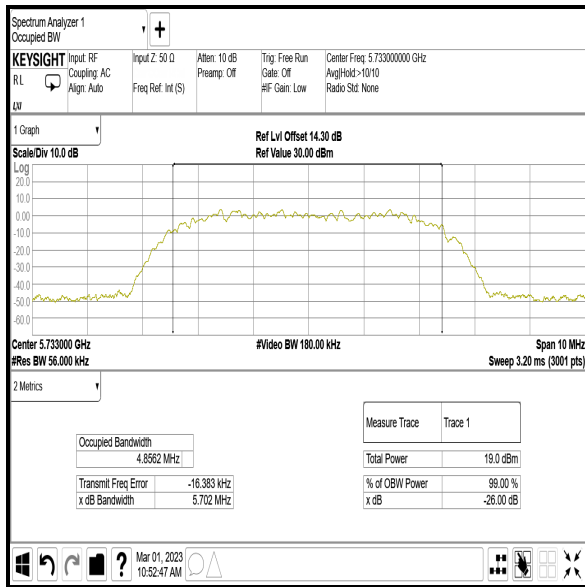 Spectrum Analyzer 1
Occupied BW
KEYSIGHT
Input: RF
Coupling: AC
Align: Auto
Input Z: 50 Ω
Freq Ref: Int (S)
Atten: 10 dB
Preamp: Off
Trig: Free Run
Gate: Off
#IF Gain: Low
Center Freq: 5.733000000 GHz
Avg|Hold:>10/10
Radio Std: None
R L
LXI
1 Graph
Scale/Div 10.0 dB
Ref Lvl Offset 14.30 dB
Ref Value 30.00 dBm
Log
20.0
10.0
0.00
-10.0
-20.0
-30.0
-40.0
-50.0
-60.0
Center 5.733000 GHz
#Res BW 56.000 kHz
#Video BW 180.00 kHz
Span 10 MHz
Sweep 3.20 ms (3001 pts)
2 Metrics
Occupied Bandwidth
4.8562 MHz
Transmit Freq Error -16.383 kHz
x dB Bandwidth 5.702 MHz
Measure Trace Trace 1
Total Power 19.0 dBm
% of OBW Power 99.00 %
x dB -26.00 dB
?
Mar 01, 2023
10:52:47 AM